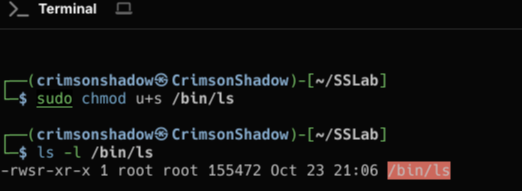 >_ Terminal
┌──(crimsonshadow㉿CrimsonShadow)-[~/SSLab]
└─$ sudo chmod u+s /bin/ls
┌──(crimsonshadow㉿CrimsonShadow)-[~/SSLab]
└─$ ls -l /bin/ls
-rwsr-xr-x 1 root root 155472 Oct 23 21:06 /bin/ls